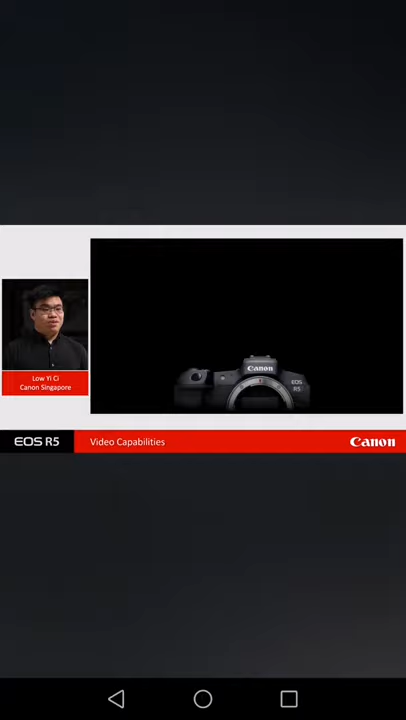 Canon
EOS
R5
Low Yi Ci
Canon Singapore
EOS R5
Video Capabilities
Canon